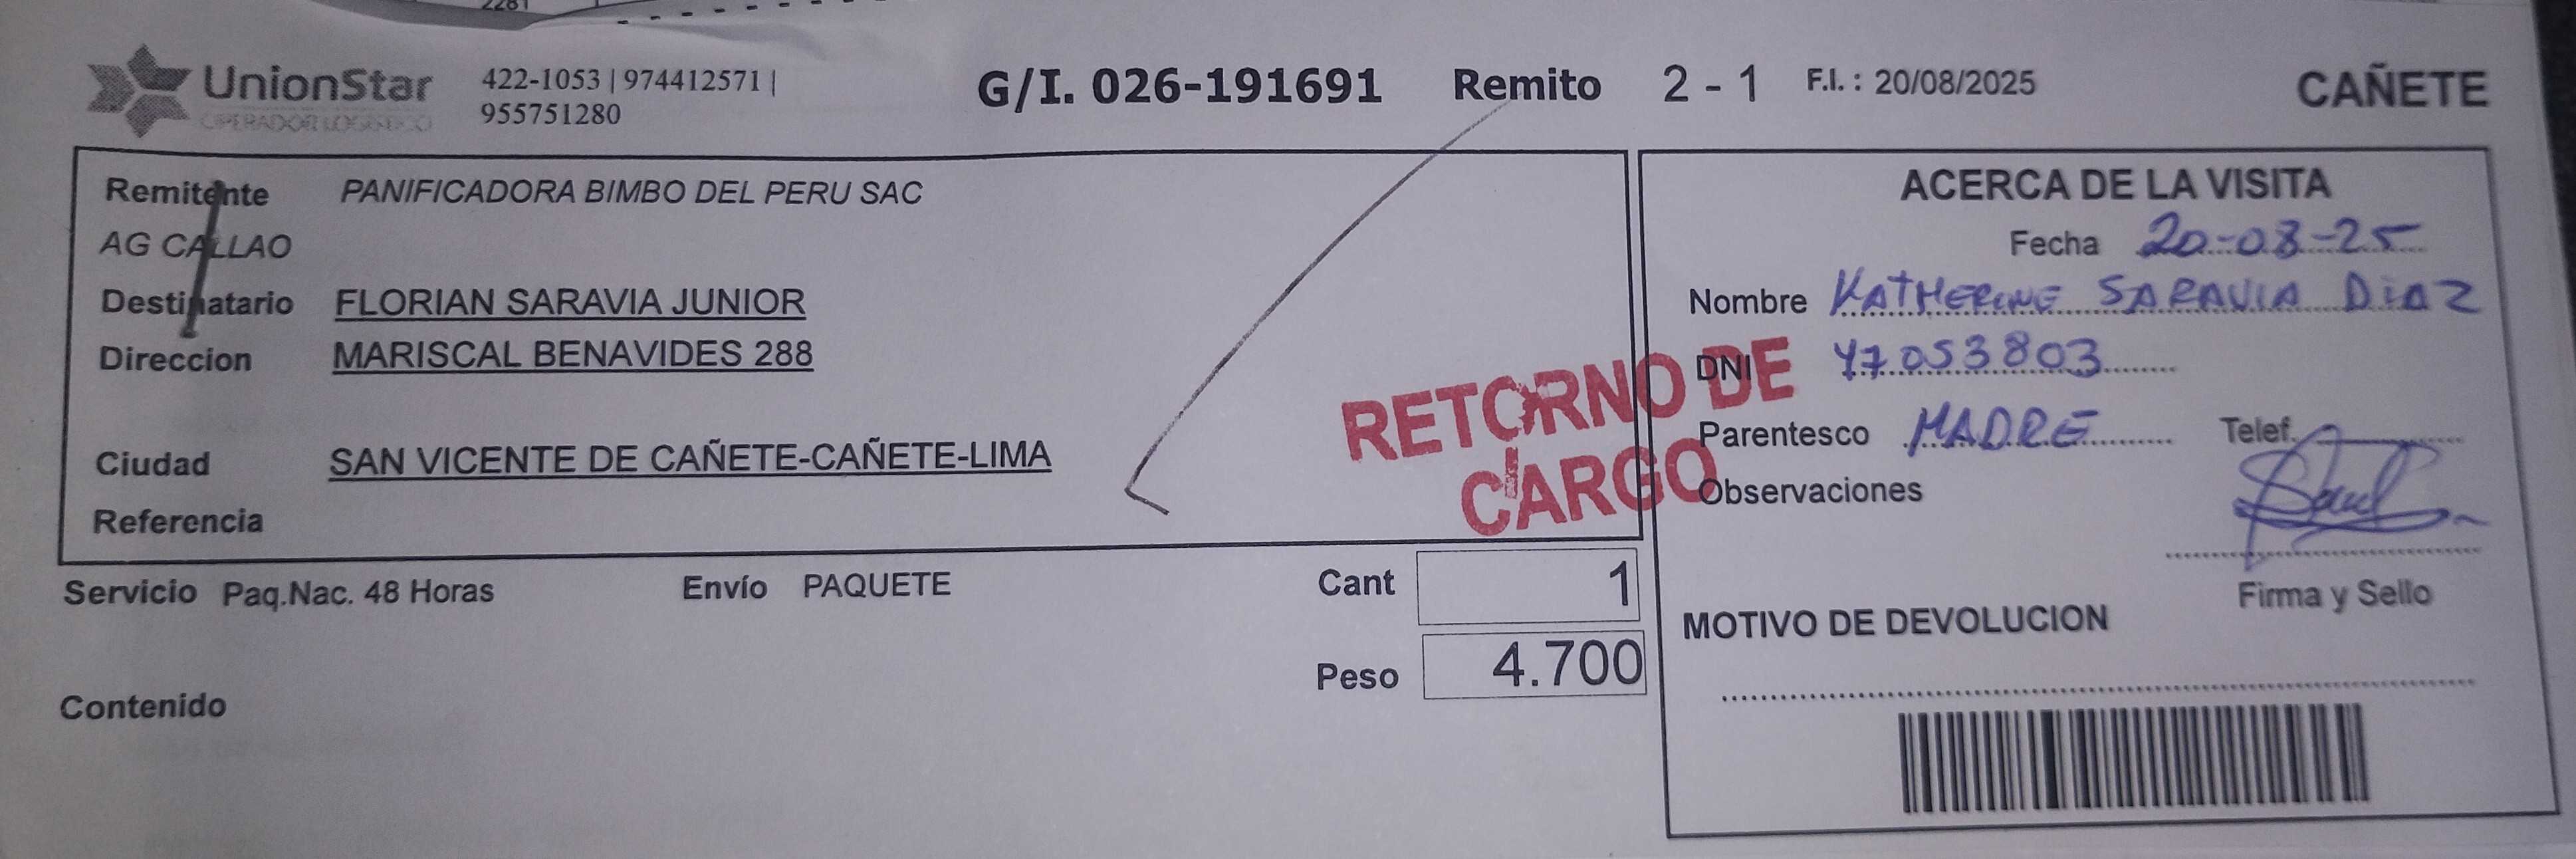 2281
UnionStar
OPERADOR LOGISTICO
422-1053 | 974412571 |
955751280
G/I. 026-191691 Remito 2 - 1 F.I. : 20/08/2025
CAÑETE
Remitente PANIFICADORA BIMBO DEL PERU SAC
AG CALLAO
Destinatario FLORIAN SARAVIA JUNIOR
Direccion MARISCAL BENAVIDES 288
Ciudad SAN VICENTE DE CAÑETE-CAÑETE-LIMA
Referencia
RETORNO DE
CARGO
Servicio Paq.Nac. 48 Horas Envío PAQUETE
Cant 1
Peso 4.700
Contenido
ACERCA DE LA VISITA
Fecha 20-08-25
Nombre KATHERINE SARAVIA DIAZ
DNI 47053803
Parentesco MADRE Telef.
Observaciones
Firma y Sello
MOTIVO DE DEVOLUCION